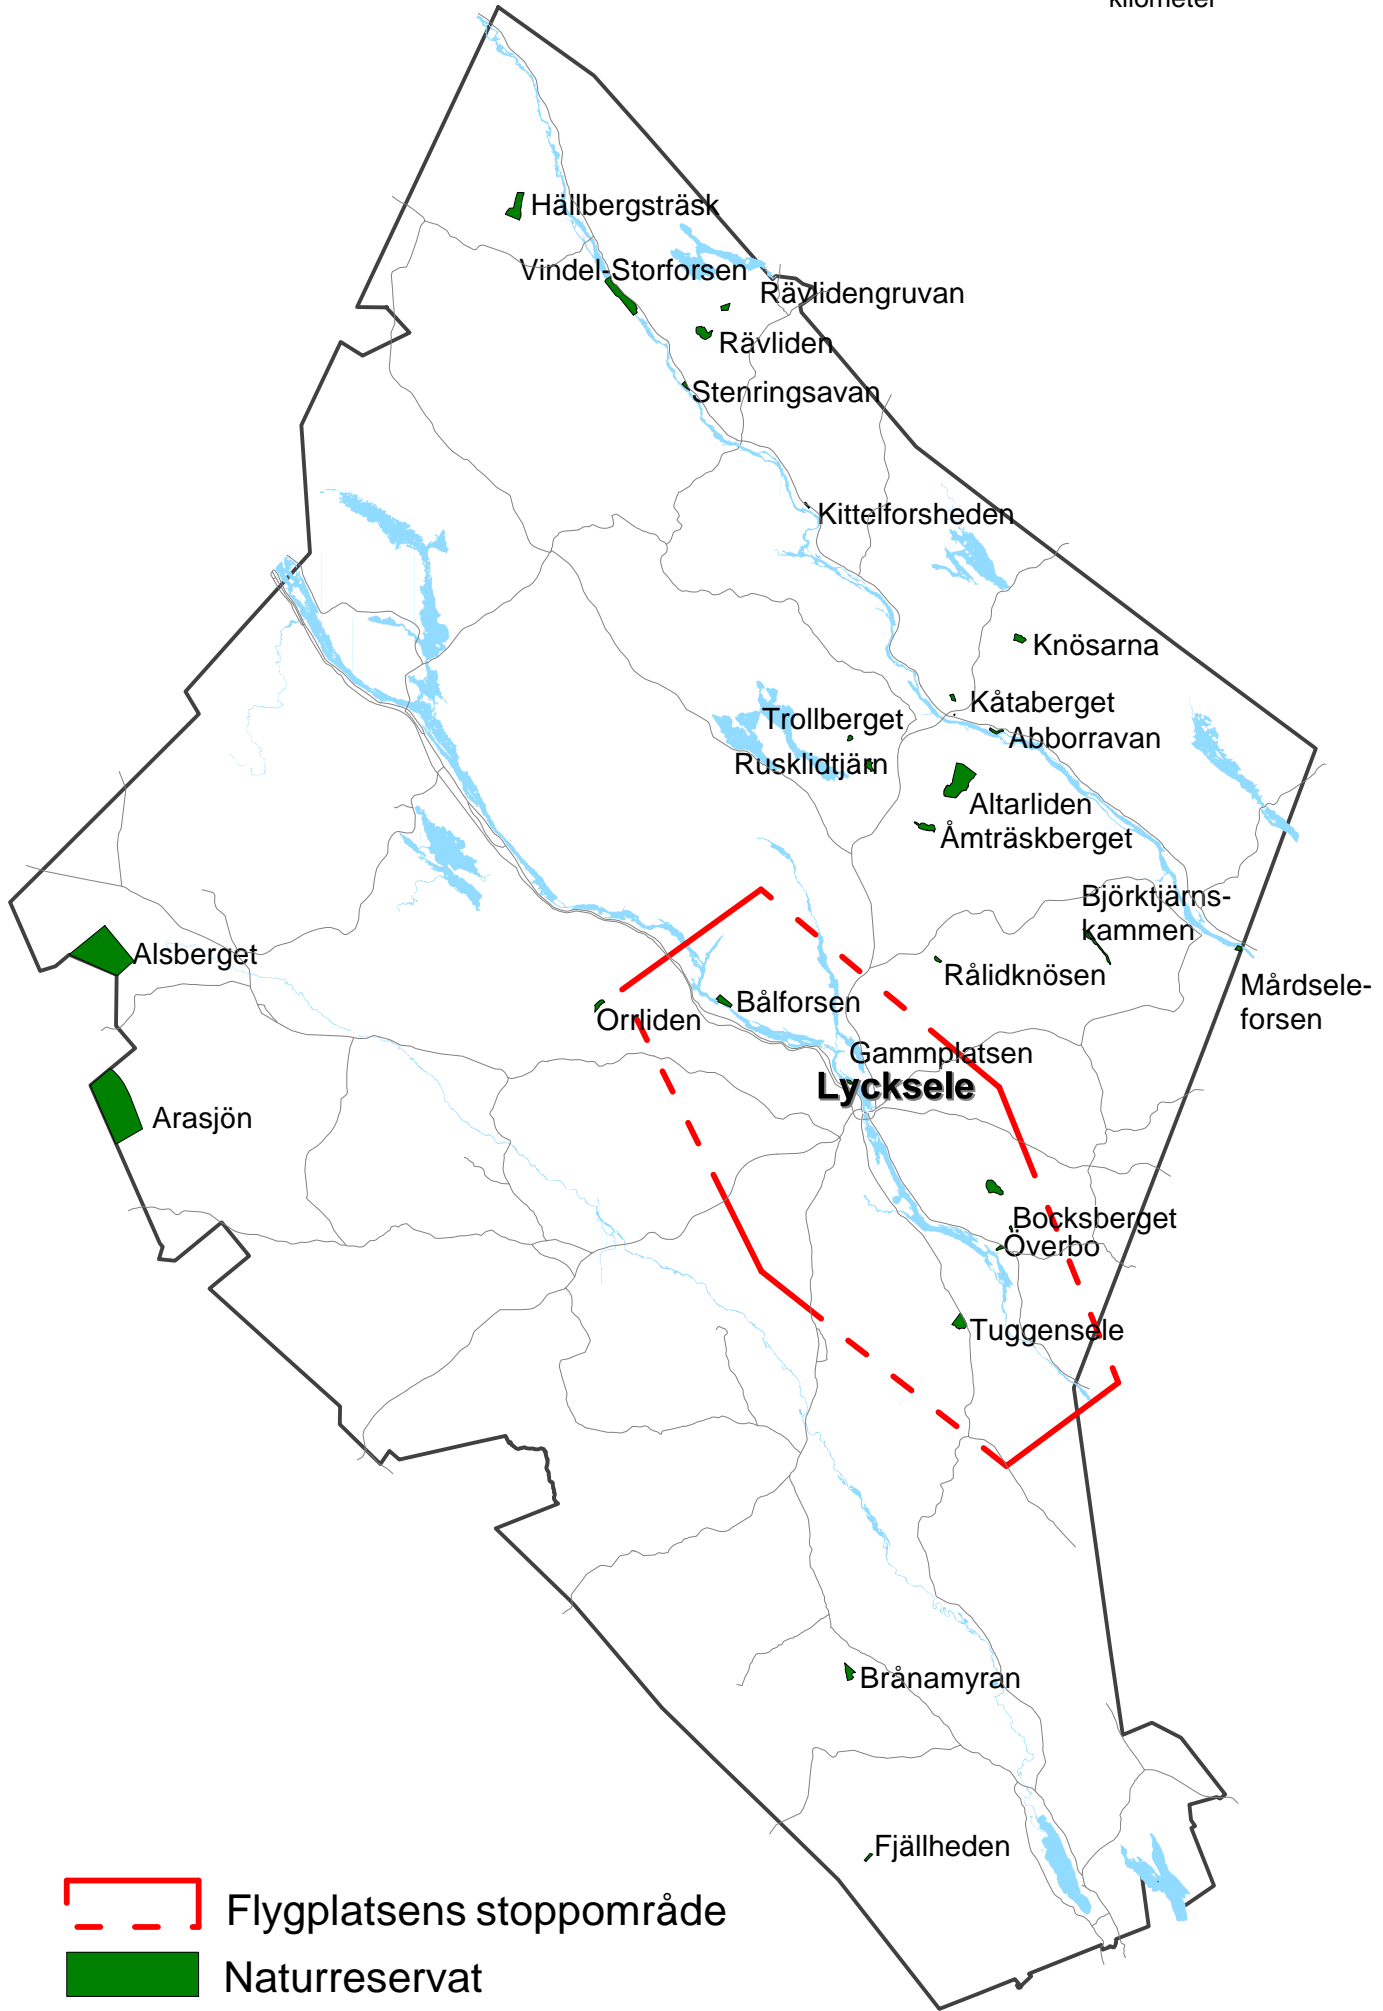 kilometer
Hällbergsträsk
Vindel-Storforsen
Rävlidengruvan
Rävliden
Stenringsavan
Kittelforsheden
Knösarna
Kåtaberget
Trollberget
Abborravan
Rusklidtjärn
Altarliden
Åmträskberget
Björktjärns-
kammen
Alsberget
Rålidknösen
Mårdsele-
forsen
Bålforsen
Orrliden
Gammplatsen
Lycksele
Arasjön
Bocksberget
Överbo
Tuggensele
Brånamyran
Fjällheden
Flygplatsens stoppområde
Naturreservat